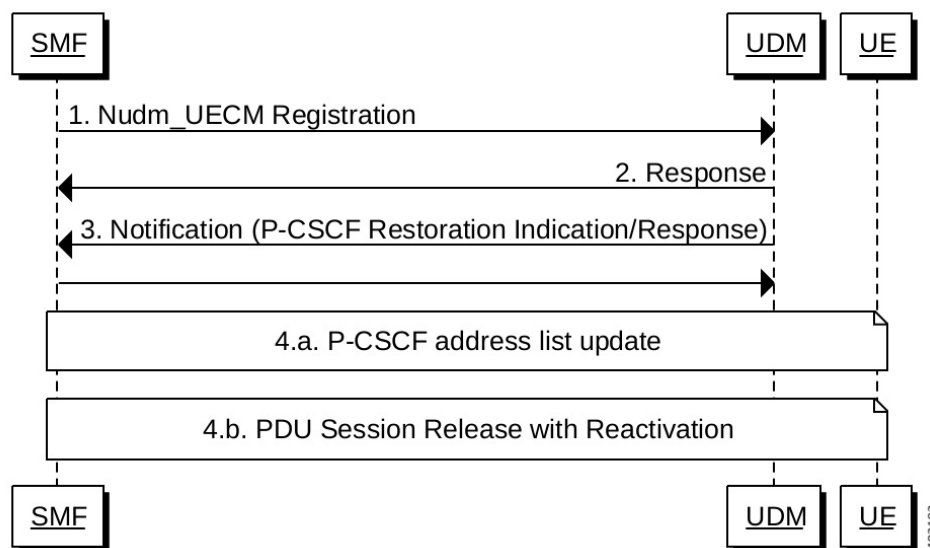 SMF
UDM
UE
1. Nudm_UECM Registration
2. Response
3. Notification (P-CSCF Restoration Indication/Response)
4.a. P-CSCF address list update
4.b. PDU Session Release with Reactivation
SMF
UDM
UE